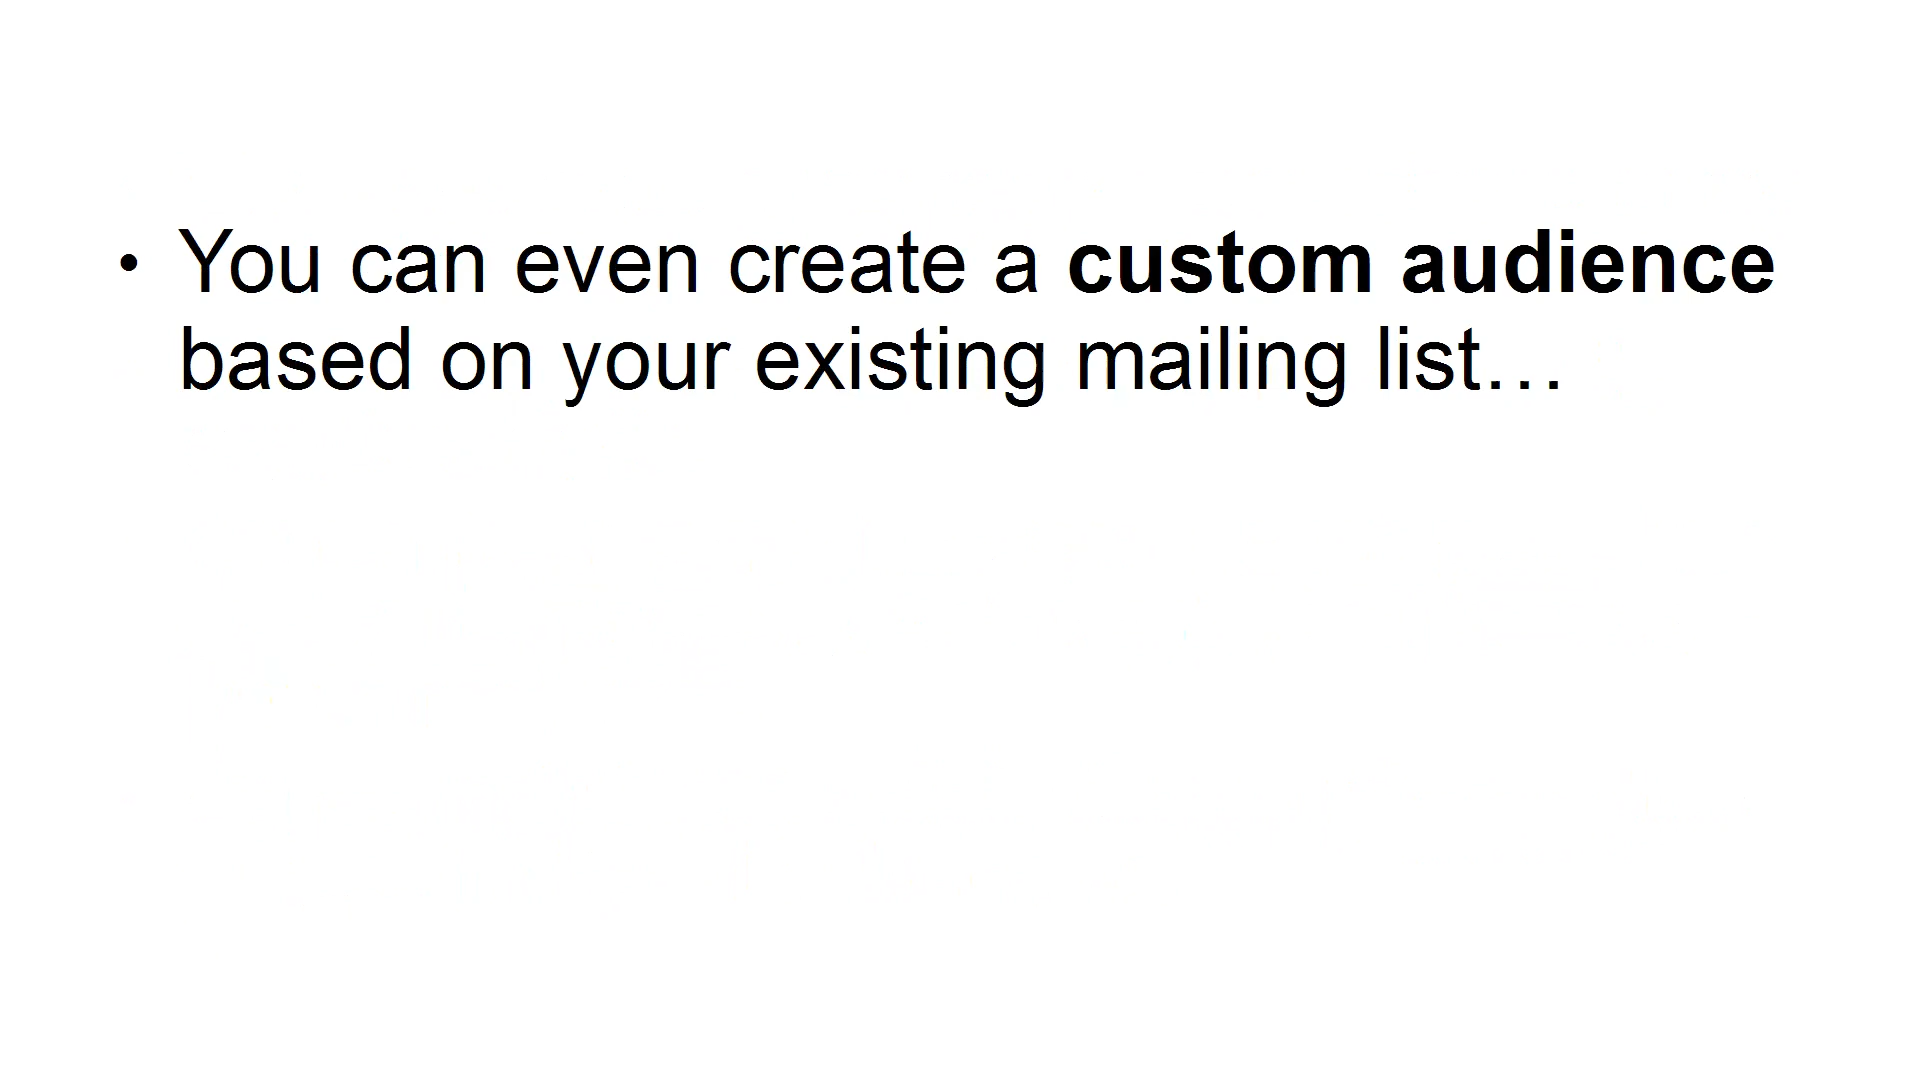 • You can even create a custom audience
based on your existing mailing list…